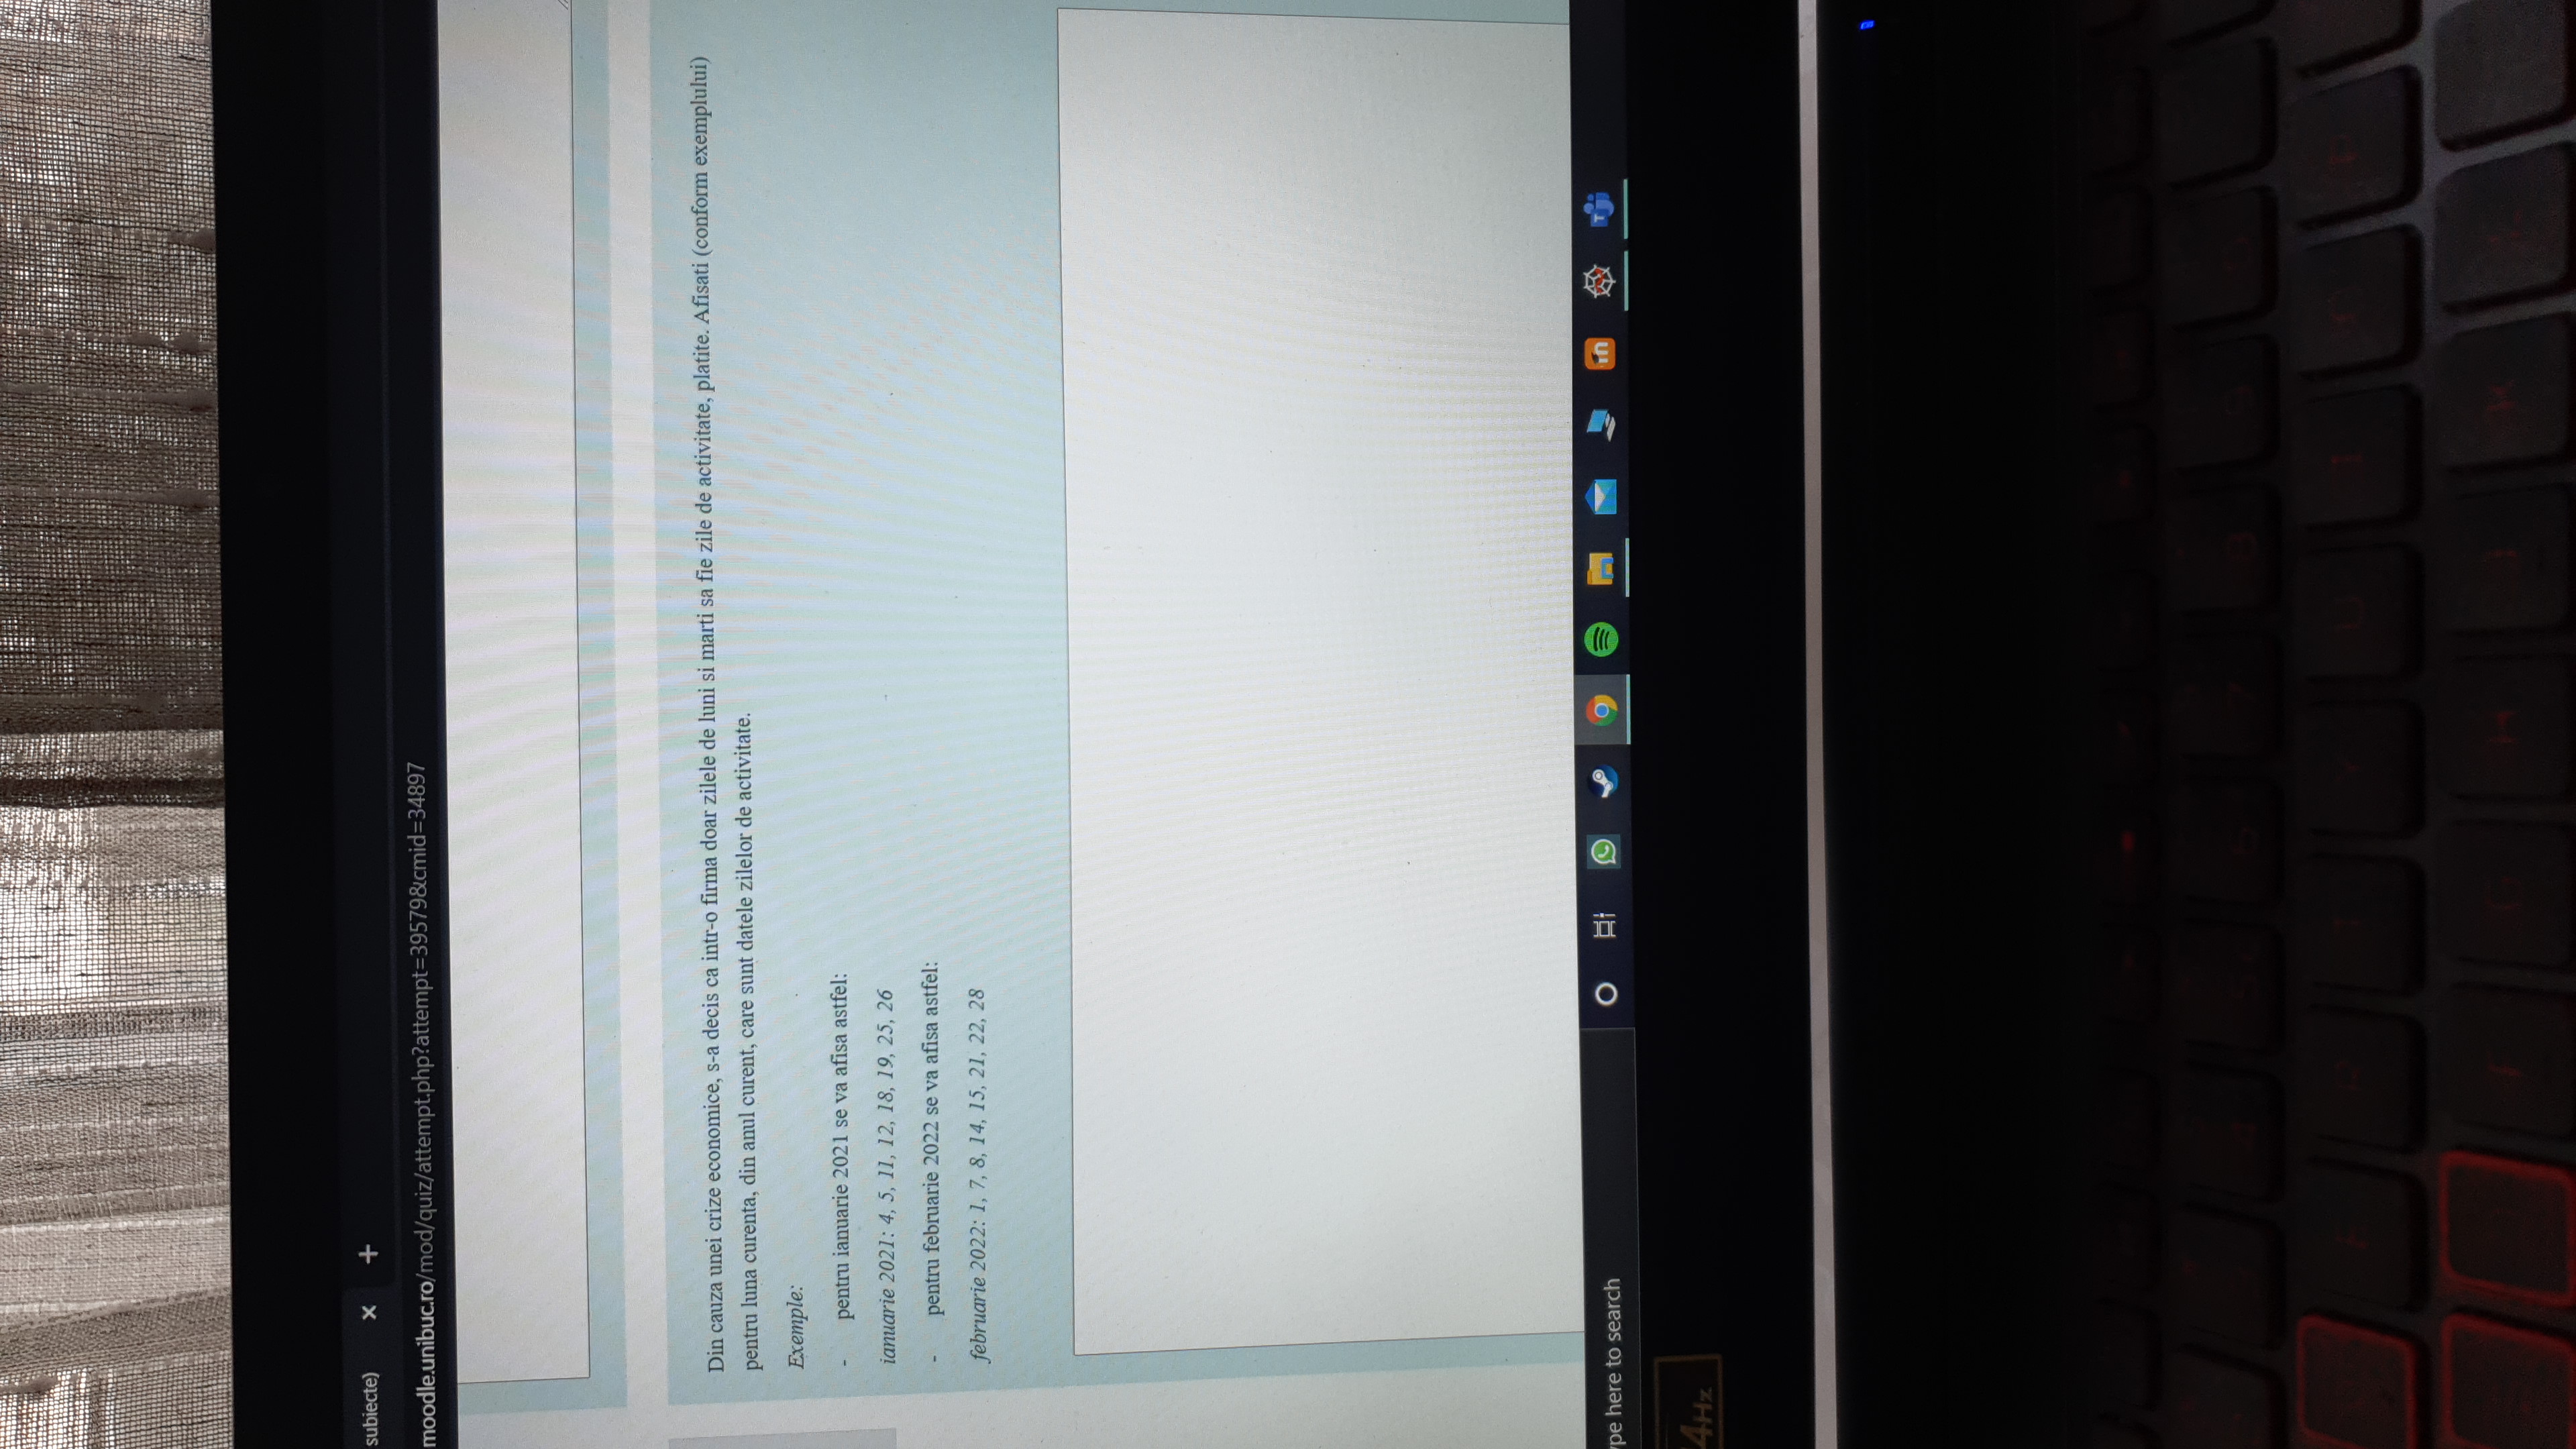 subiecte)
moodle.unibuc.ro/mod/quiz/attempt.php?attempt=39579&cmid=34897
Din cauza unei crize economice, s-a decis ca intr-o firma doar zilele de luni si marti sa fie zile de activitate, platite. Afisati (conform exemplului)
pentru luna curenta, din anul curent, care sunt datele zilelor de activitate.
Exemple:
- pentru ianuarie 2021 se va afisa astfel:
ianuarie 2021: 4, 5, 11, 12, 18, 19, 25, 26
- pentru februarie 2022 se va afisa astfel:
februarie 2022: 1, 7, 8, 14, 15, 21, 22, 28
ype here to search
4Hz